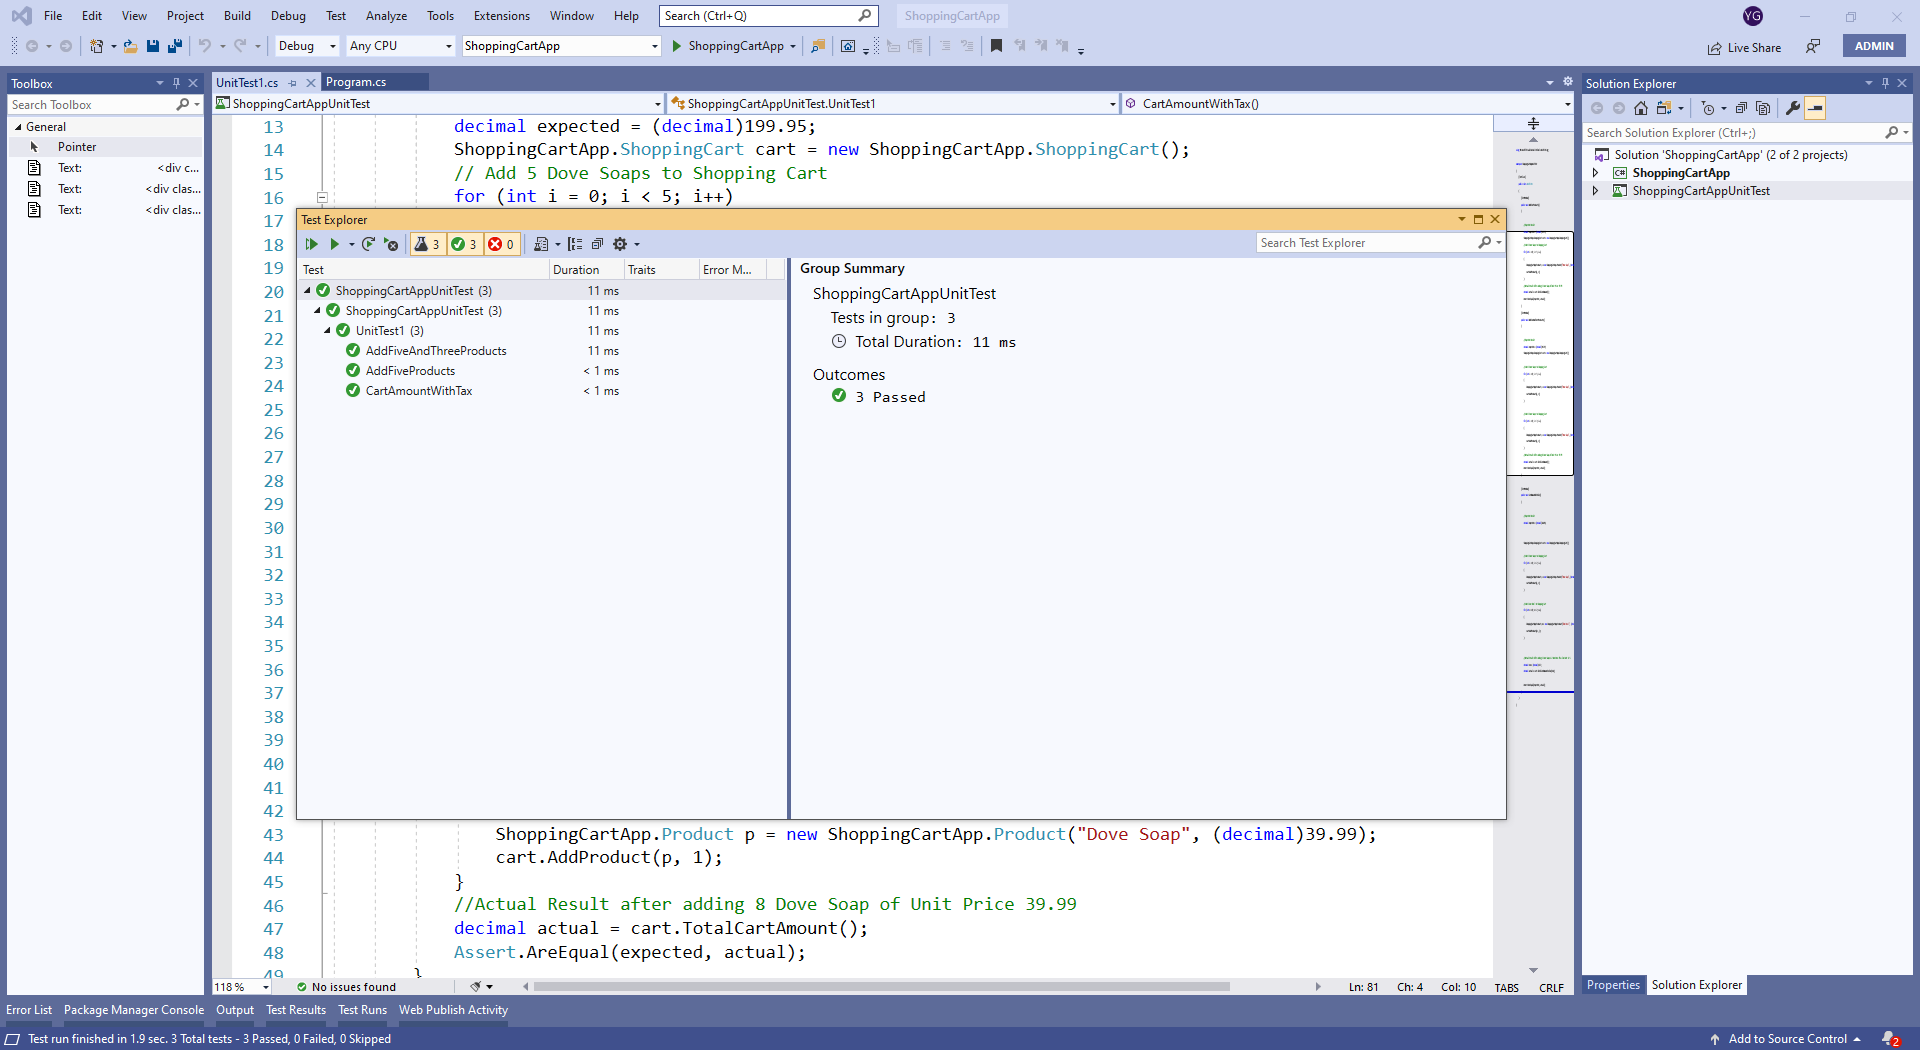 File Edit View Project Build Debug Test Analyze Tools Extensions Window Help Search (Ctrl+Q) ShoppingCartApp YG
Debug Any CPU ShoppingCartApp ShoppingCartApp Live Share ADMIN
Toolbox
Search Toolbox
General
Pointer
Text: <div c...
Text: <div clas...
Text: <div clas...
UnitTest1.cs Program.cs
ShoppingCartAppUnitTest ShoppingCartAppUnitTest.UnitTest1 CartAmountWithTax()
13 decimal expected = (decimal)199.95;
14 ShoppingCartApp.ShoppingCart cart = new ShoppingCartApp.ShoppingCart();
15 // Add 5 Dove Soaps to Shopping Cart
16 for (int i = 0; i < 5; i++)
17
18
19
20
21
22
23
24
25
26
27
28
29
30
31
32
33
34
35
36
37
38
39
40
41
42
Test Explorer
3 3 0 Search Test Explorer
Test Duration Traits Error M...
ShoppingCartAppUnitTest (3) 11 ms
ShoppingCartAppUnitTest (3) 11 ms
UnitTest1 (3) 11 ms
AddFiveAndThreeProducts 11 ms
AddFiveProducts < 1 ms
CartAmountWithTax < 1 ms
Group Summary
ShoppingCartAppUnitTest
Tests in group: 3
Total Duration: 11 ms
Outcomes
3 Passed
43 ShoppingCartApp.Product p = new ShoppingCartApp.Product("Dove Soap", (decimal)39.99);
44 cart.AddProduct(p, 1);
45 }
46 //Actual Result after adding 8 Dove Soap of Unit Price 39.99
47 decimal actual = cart.TotalCartAmount();
48 Assert.AreEqual(expected, actual);
49 }
118 % No issues found Ln: 81 Ch: 4 Col: 10 TABS CRLF
Solution Explorer
Search Solution Explorer (Ctrl+;)
Solution 'ShoppingCartApp' (2 of 2 projects)
C# ShoppingCartApp
ShoppingCartAppUnitTest
Properties Solution Explorer
Error List Package Manager Console Output Test Results Test Runs Web Publish Activity
Test run finished in 1.9 sec. 3 Total tests - 3 Passed, 0 Failed, 0 Skipped Add to Source Control 2